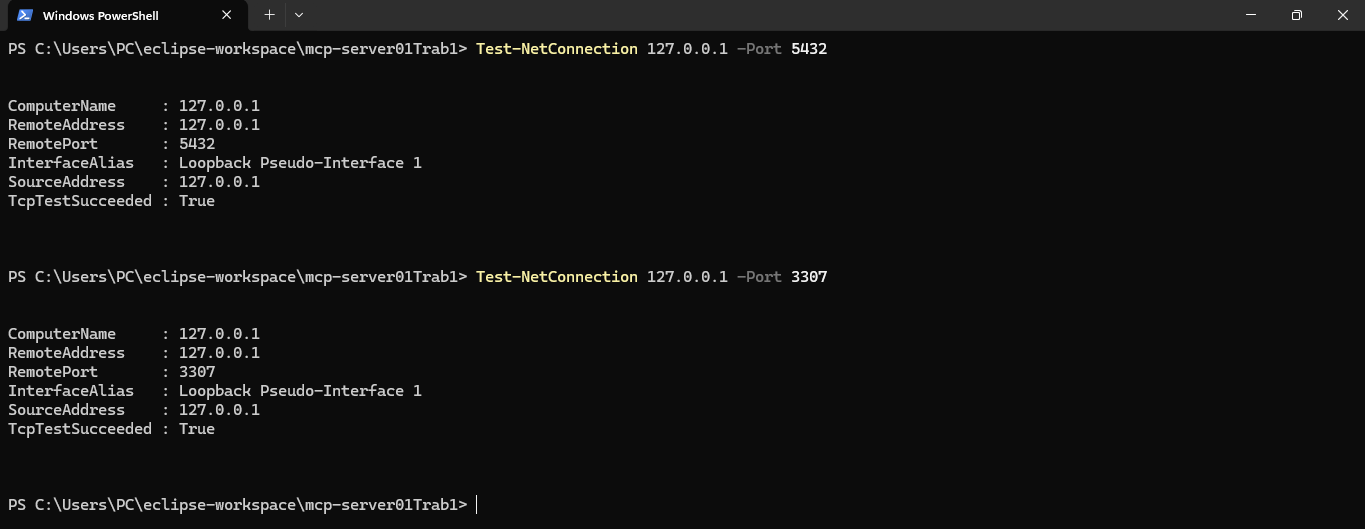 Windows PowerShell
PS C:\Users\PC\eclipse-workspace\mcp-server01Trab1> Test-NetConnection 127.0.0.1 -Port 5432
ComputerName     : 127.0.0.1
RemoteAddress    : 127.0.0.1
RemotePort       : 5432
InterfaceAlias   : Loopback Pseudo-Interface 1
SourceAddress    : 127.0.0.1
TcpTestSucceeded : True
PS C:\Users\PC\eclipse-workspace\mcp-server01Trab1> Test-NetConnection 127.0.0.1 -Port 3307
ComputerName     : 127.0.0.1
RemoteAddress    : 127.0.0.1
RemotePort       : 3307
InterfaceAlias   : Loopback Pseudo-Interface 1
SourceAddress    : 127.0.0.1
TcpTestSucceeded : True
PS C:\Users\PC\eclipse-workspace\mcp-server01Trab1>